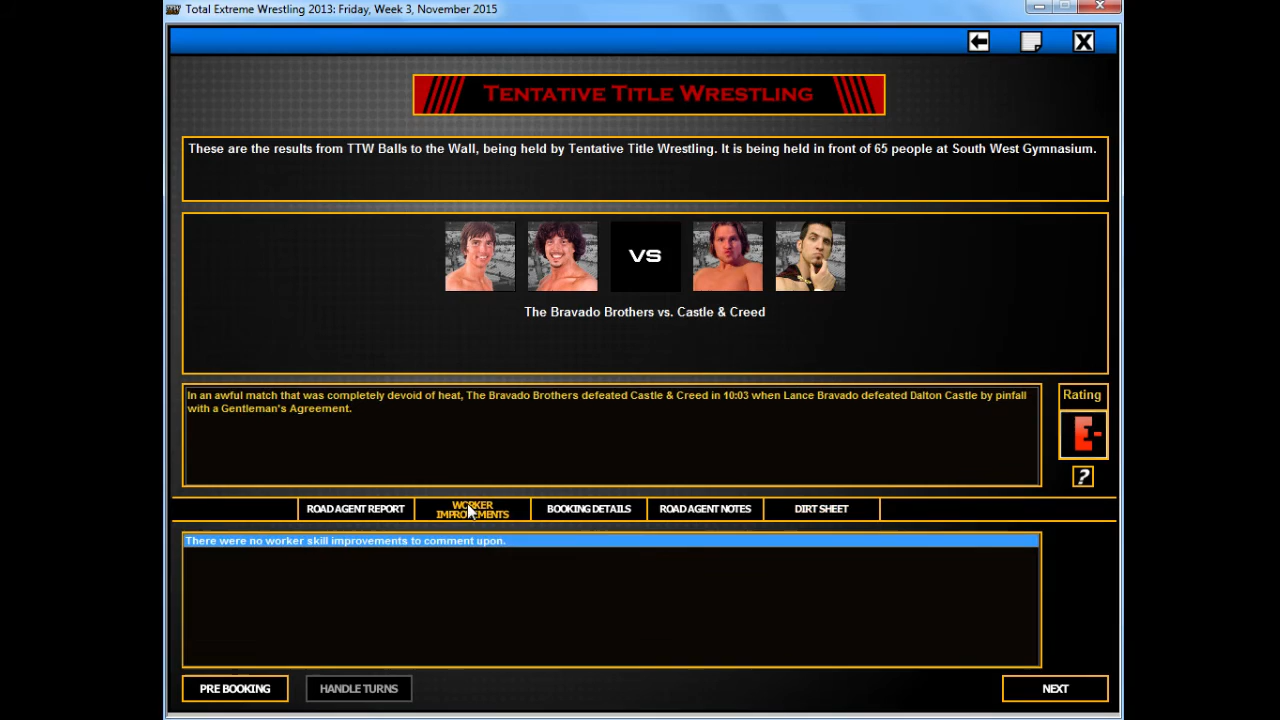 Total Extreme Wrestling 2013: Friday, Week 3, November 2015
TENTATIVE TITLE WRESTLING
These are the results from TTW Balls to the Wall, being held by Tentative Title Wrestling. It is being held in front of 65 people at South West Gymnasium.
VS
The Bravado Brothers vs. Castle & Creed
In an awful match that was completely devoid of heat, The Bravado Brothers defeated Castle & Creed in 10:03 when Lance Bravado defeated Dalton Castle by pinfall
with a Gentleman's Agreement.
Rating
E-
?
ROAD AGENT REPORT
WORKER
IMPROVEMENTS
BOOKING DETAILS
ROAD AGENT NOTES
DIRT SHEET
There were no worker skill improvements to comment upon.
PRE BOOKING
HANDLE TURNS
NEXT